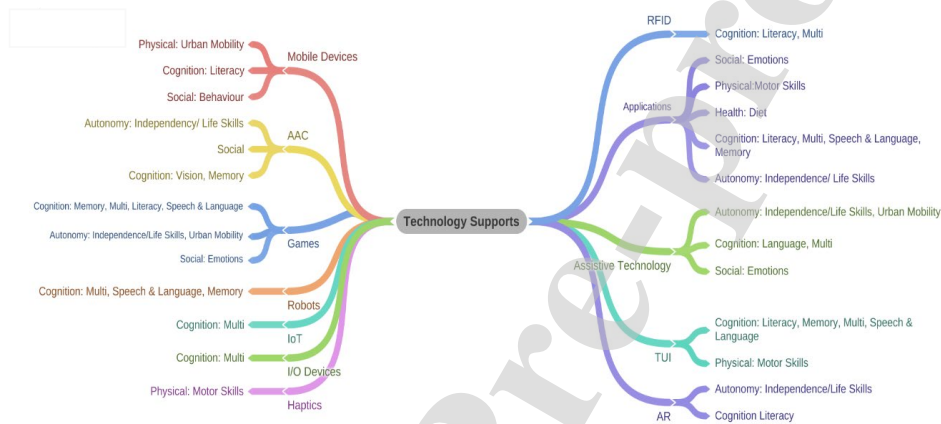 Mobile Devices
Physical: Urban Mobility
Cognition: Literacy
Social: Behaviour
AAC
Autonomy: Independency/ Life Skills
Social
Cognition: Vision, Memory
Games
Cognition: Memory, Multi, Literacy, Speech & Language
Autonomy: Independence/Life Skills, Urban Mobility
Social: Emotions
Robots
Cognition: Multi, Speech & Language, Memory
IoT
Cognition: Multi
I/O Devices
Cognition: Multi
Haptics
Physical: Motor Skills
Technology Supports
RFID
Cognition: Literacy, Multi
Applications
Social: Emotions
Physical:Motor Skills
Health: Diet
Cognition: Literacy, Multi, Speech & Language,
Memory
Autonomy: Independence/ Life Skills
Assistive Technology
Autonomy: Independence/Life Skills, Urban Mobility
Cognition: Language, Multi
Social: Emotions
TUI
Cognition: Literacy, Memory, Multi, Speech &
Language
Physical: Motor Skills
AR
Autonomy: Independence/Life Skills
Cognition Literacy